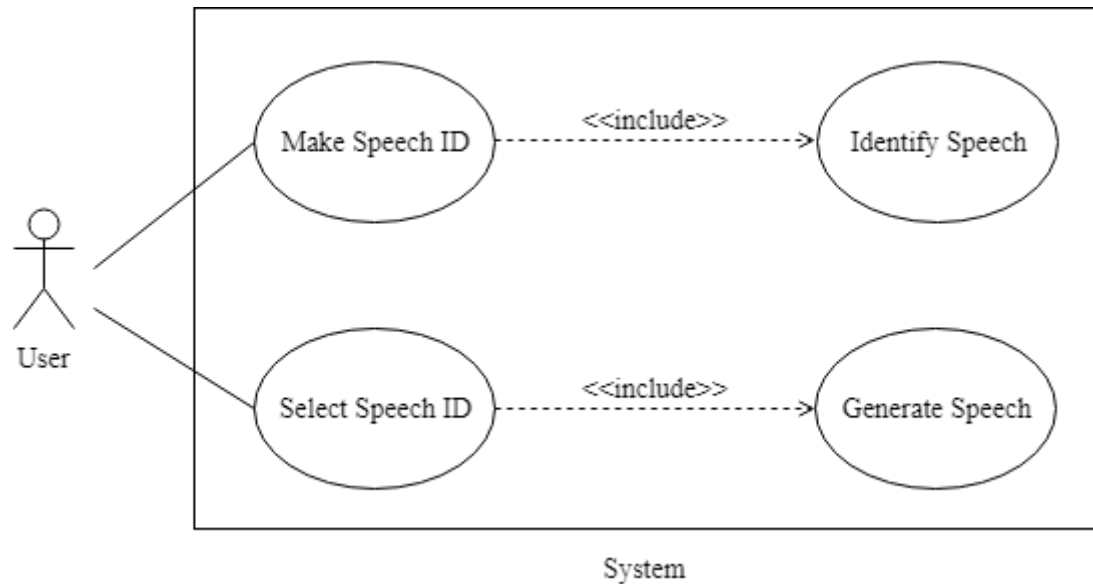 <<include>>
Make Speech ID
Identify Speech
User
<<include>>
Select Speech ID
Generate Speech
System